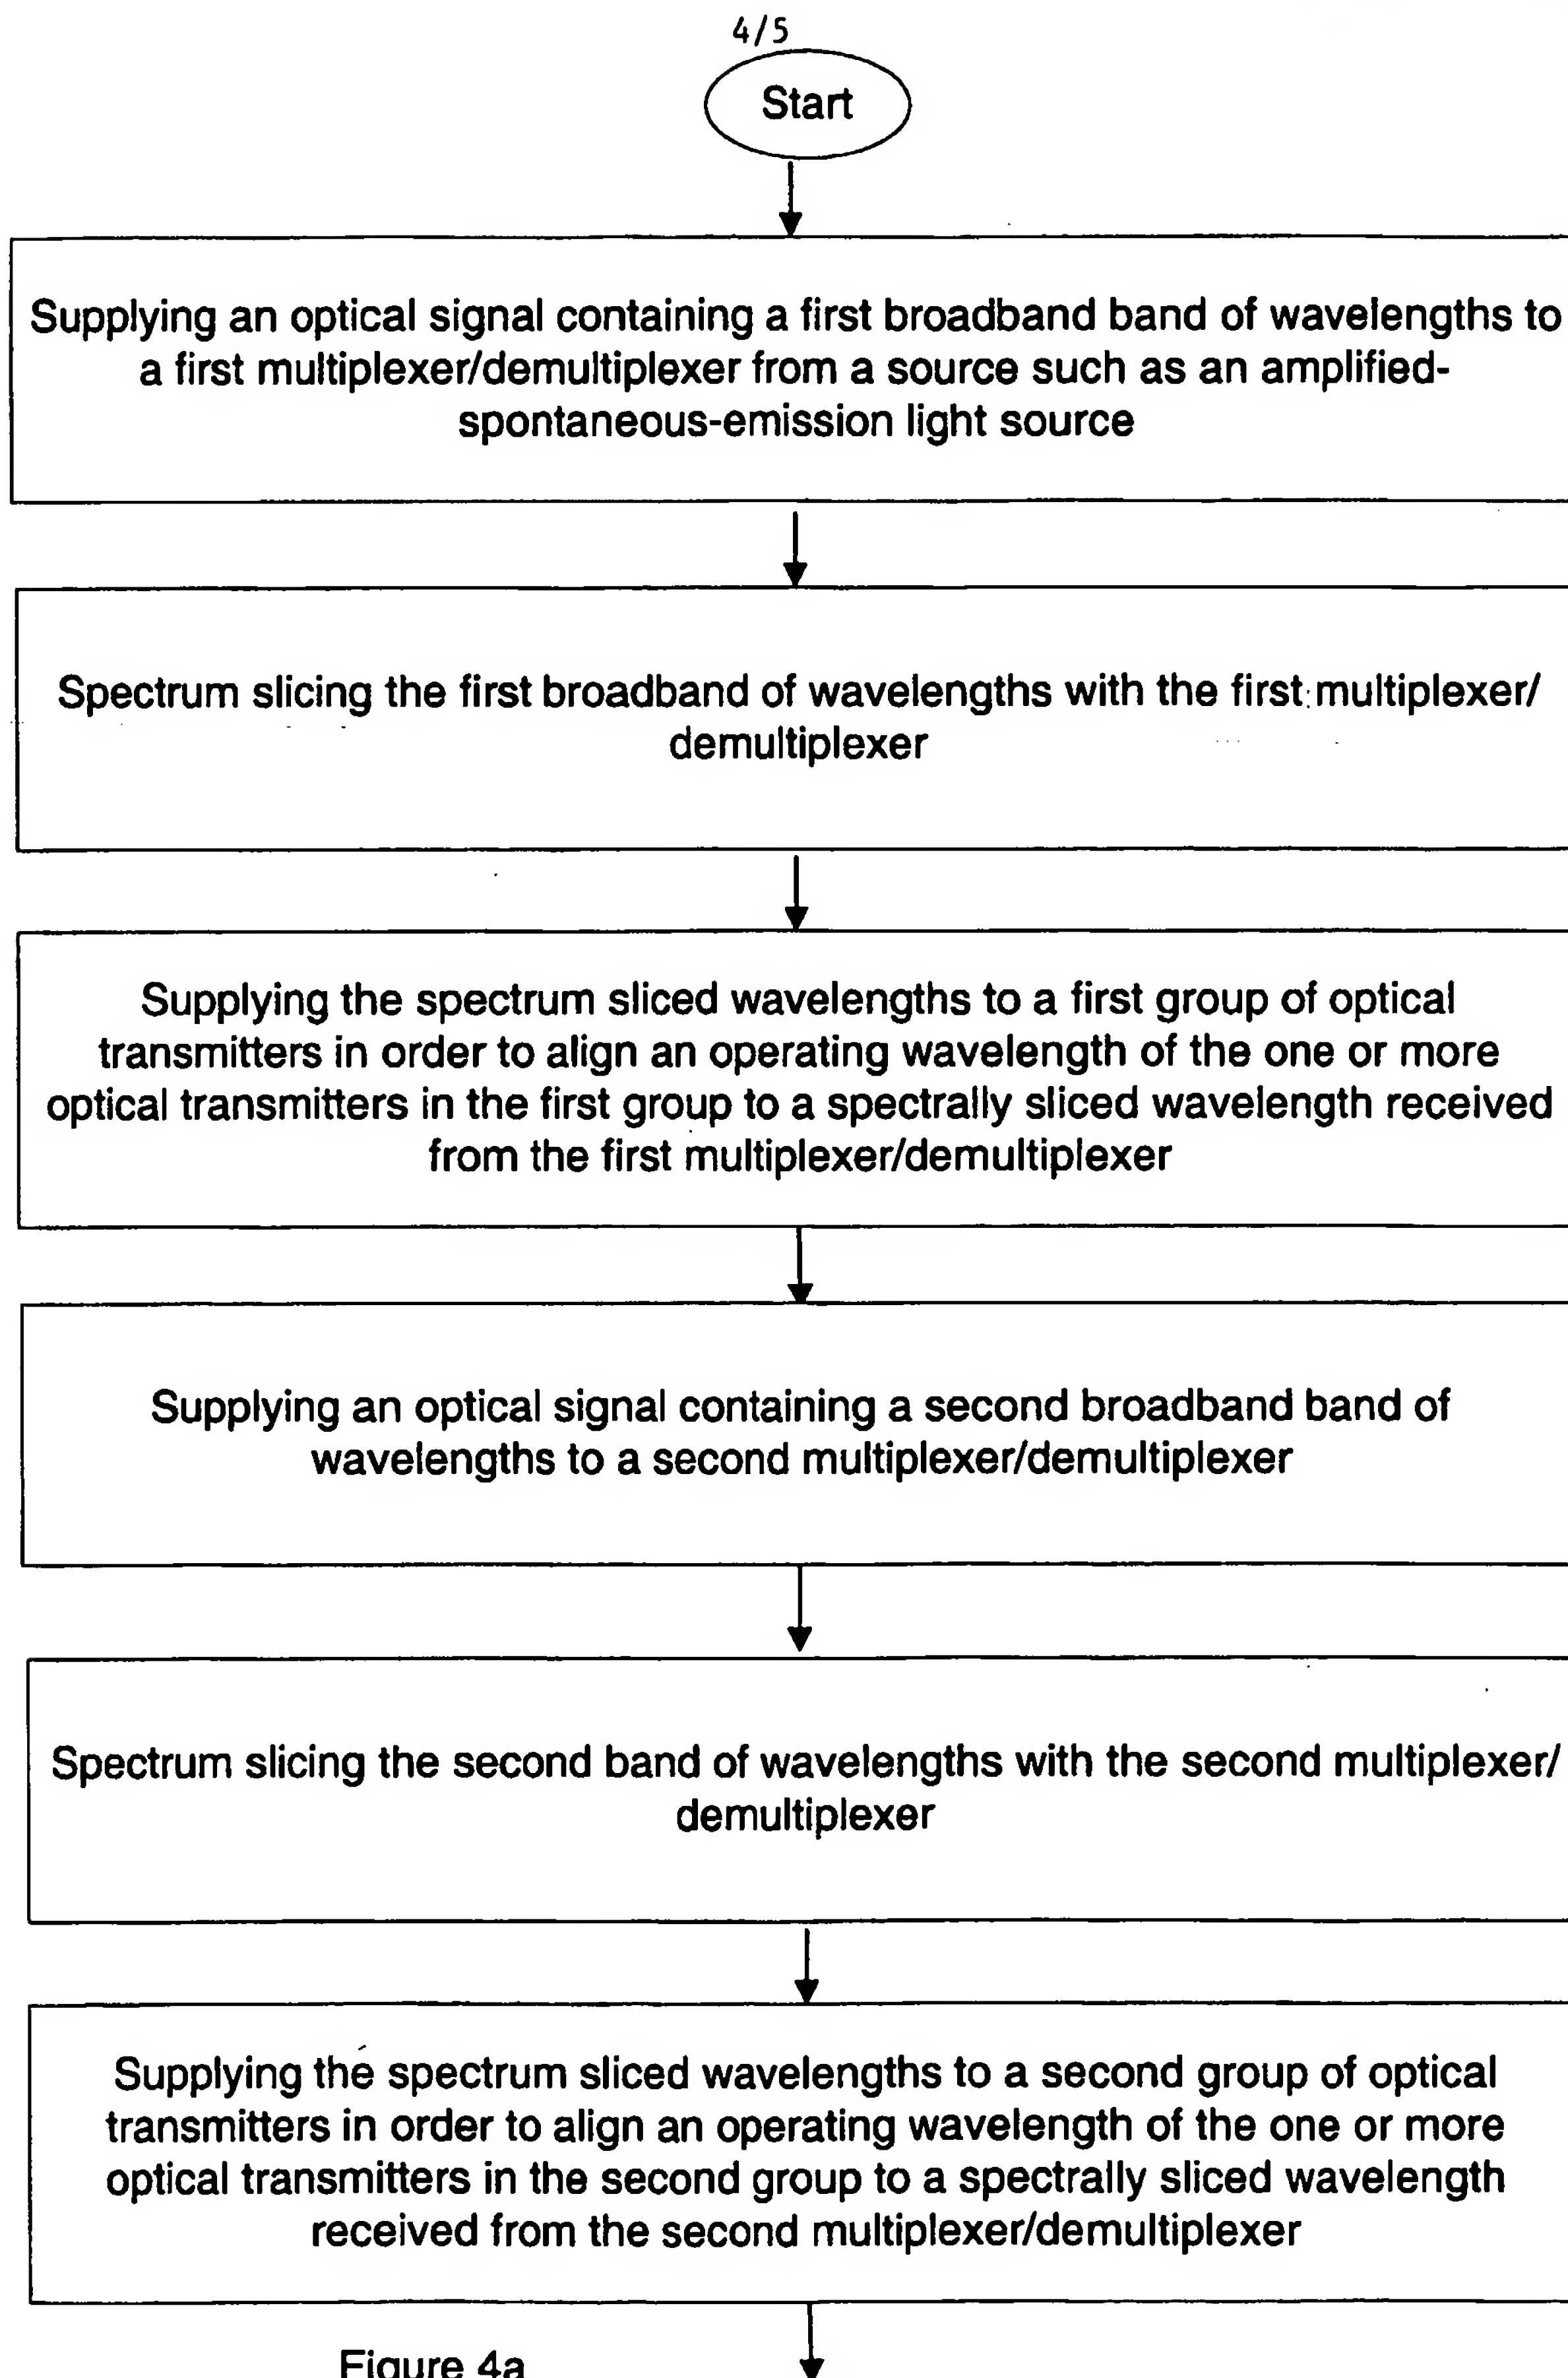 4/5
Start
Supplying an optical signal containing a first broadband band of wavelengths to
a first multiplexer/demultiplexer from a source such as an amplified-
spontaneous-emission light source
Spectrum slicing the first broadband of wavelengths with the first multiplexer/
demultiplexer
Supplying the spectrum sliced wavelengths to a first group of optical
transmitters in order to align an operating wavelength of the one or more
optical transmitters in the first group to a spectrally sliced wavelength received
from the first multiplexer/demultiplexer
Supplying an optical signal containing a second broadband band of
wavelengths to a second multiplexer/demultiplexer
Spectrum slicing the second band of wavelengths with the second multiplexer/
demultiplexer
Supplying the spectrum sliced wavelengths to a second group of optical
transmitters in order to align an operating wavelength of the one or more
optical transmitters in the second group to a spectrally sliced wavelength
received from the second multiplexer/demultiplexer
Figure 4a